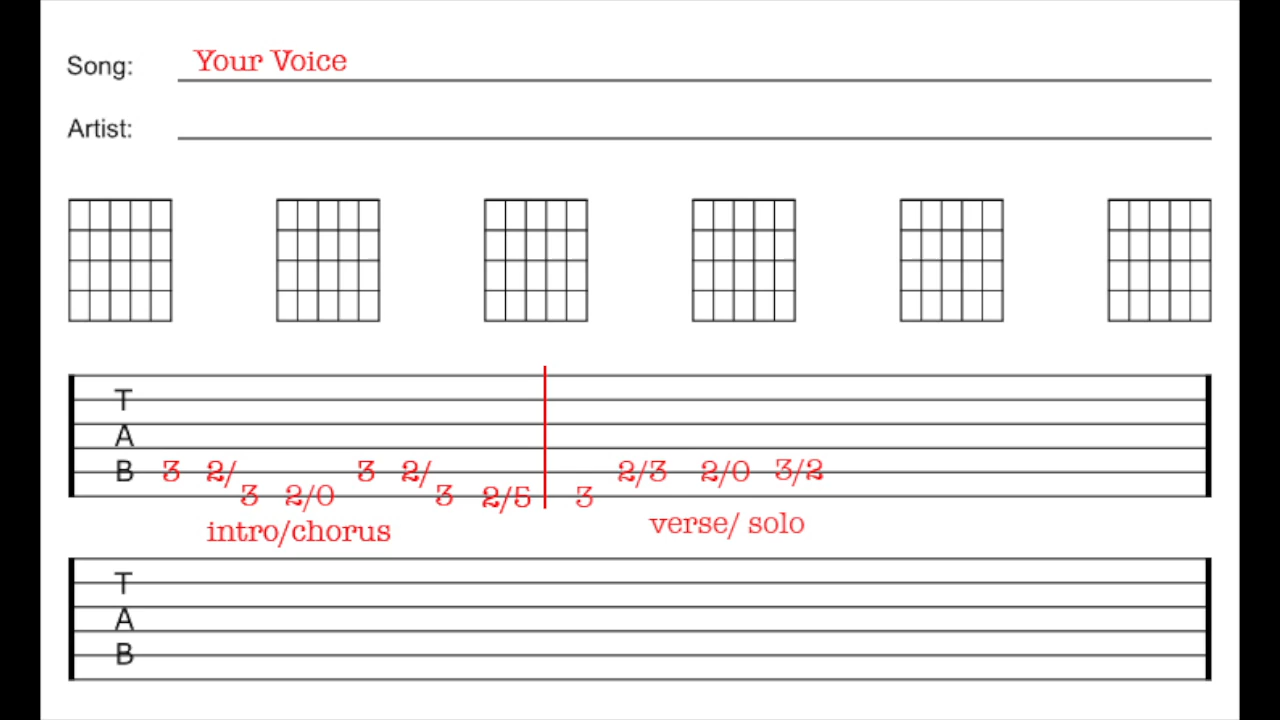 Song: Your Voice
Artist:
T
A
B 3 2/ 3 2/0 3 2/ 3 2/5 3 2/3 2/0 3/2
intro/chorus verse/ solo
T
A
B